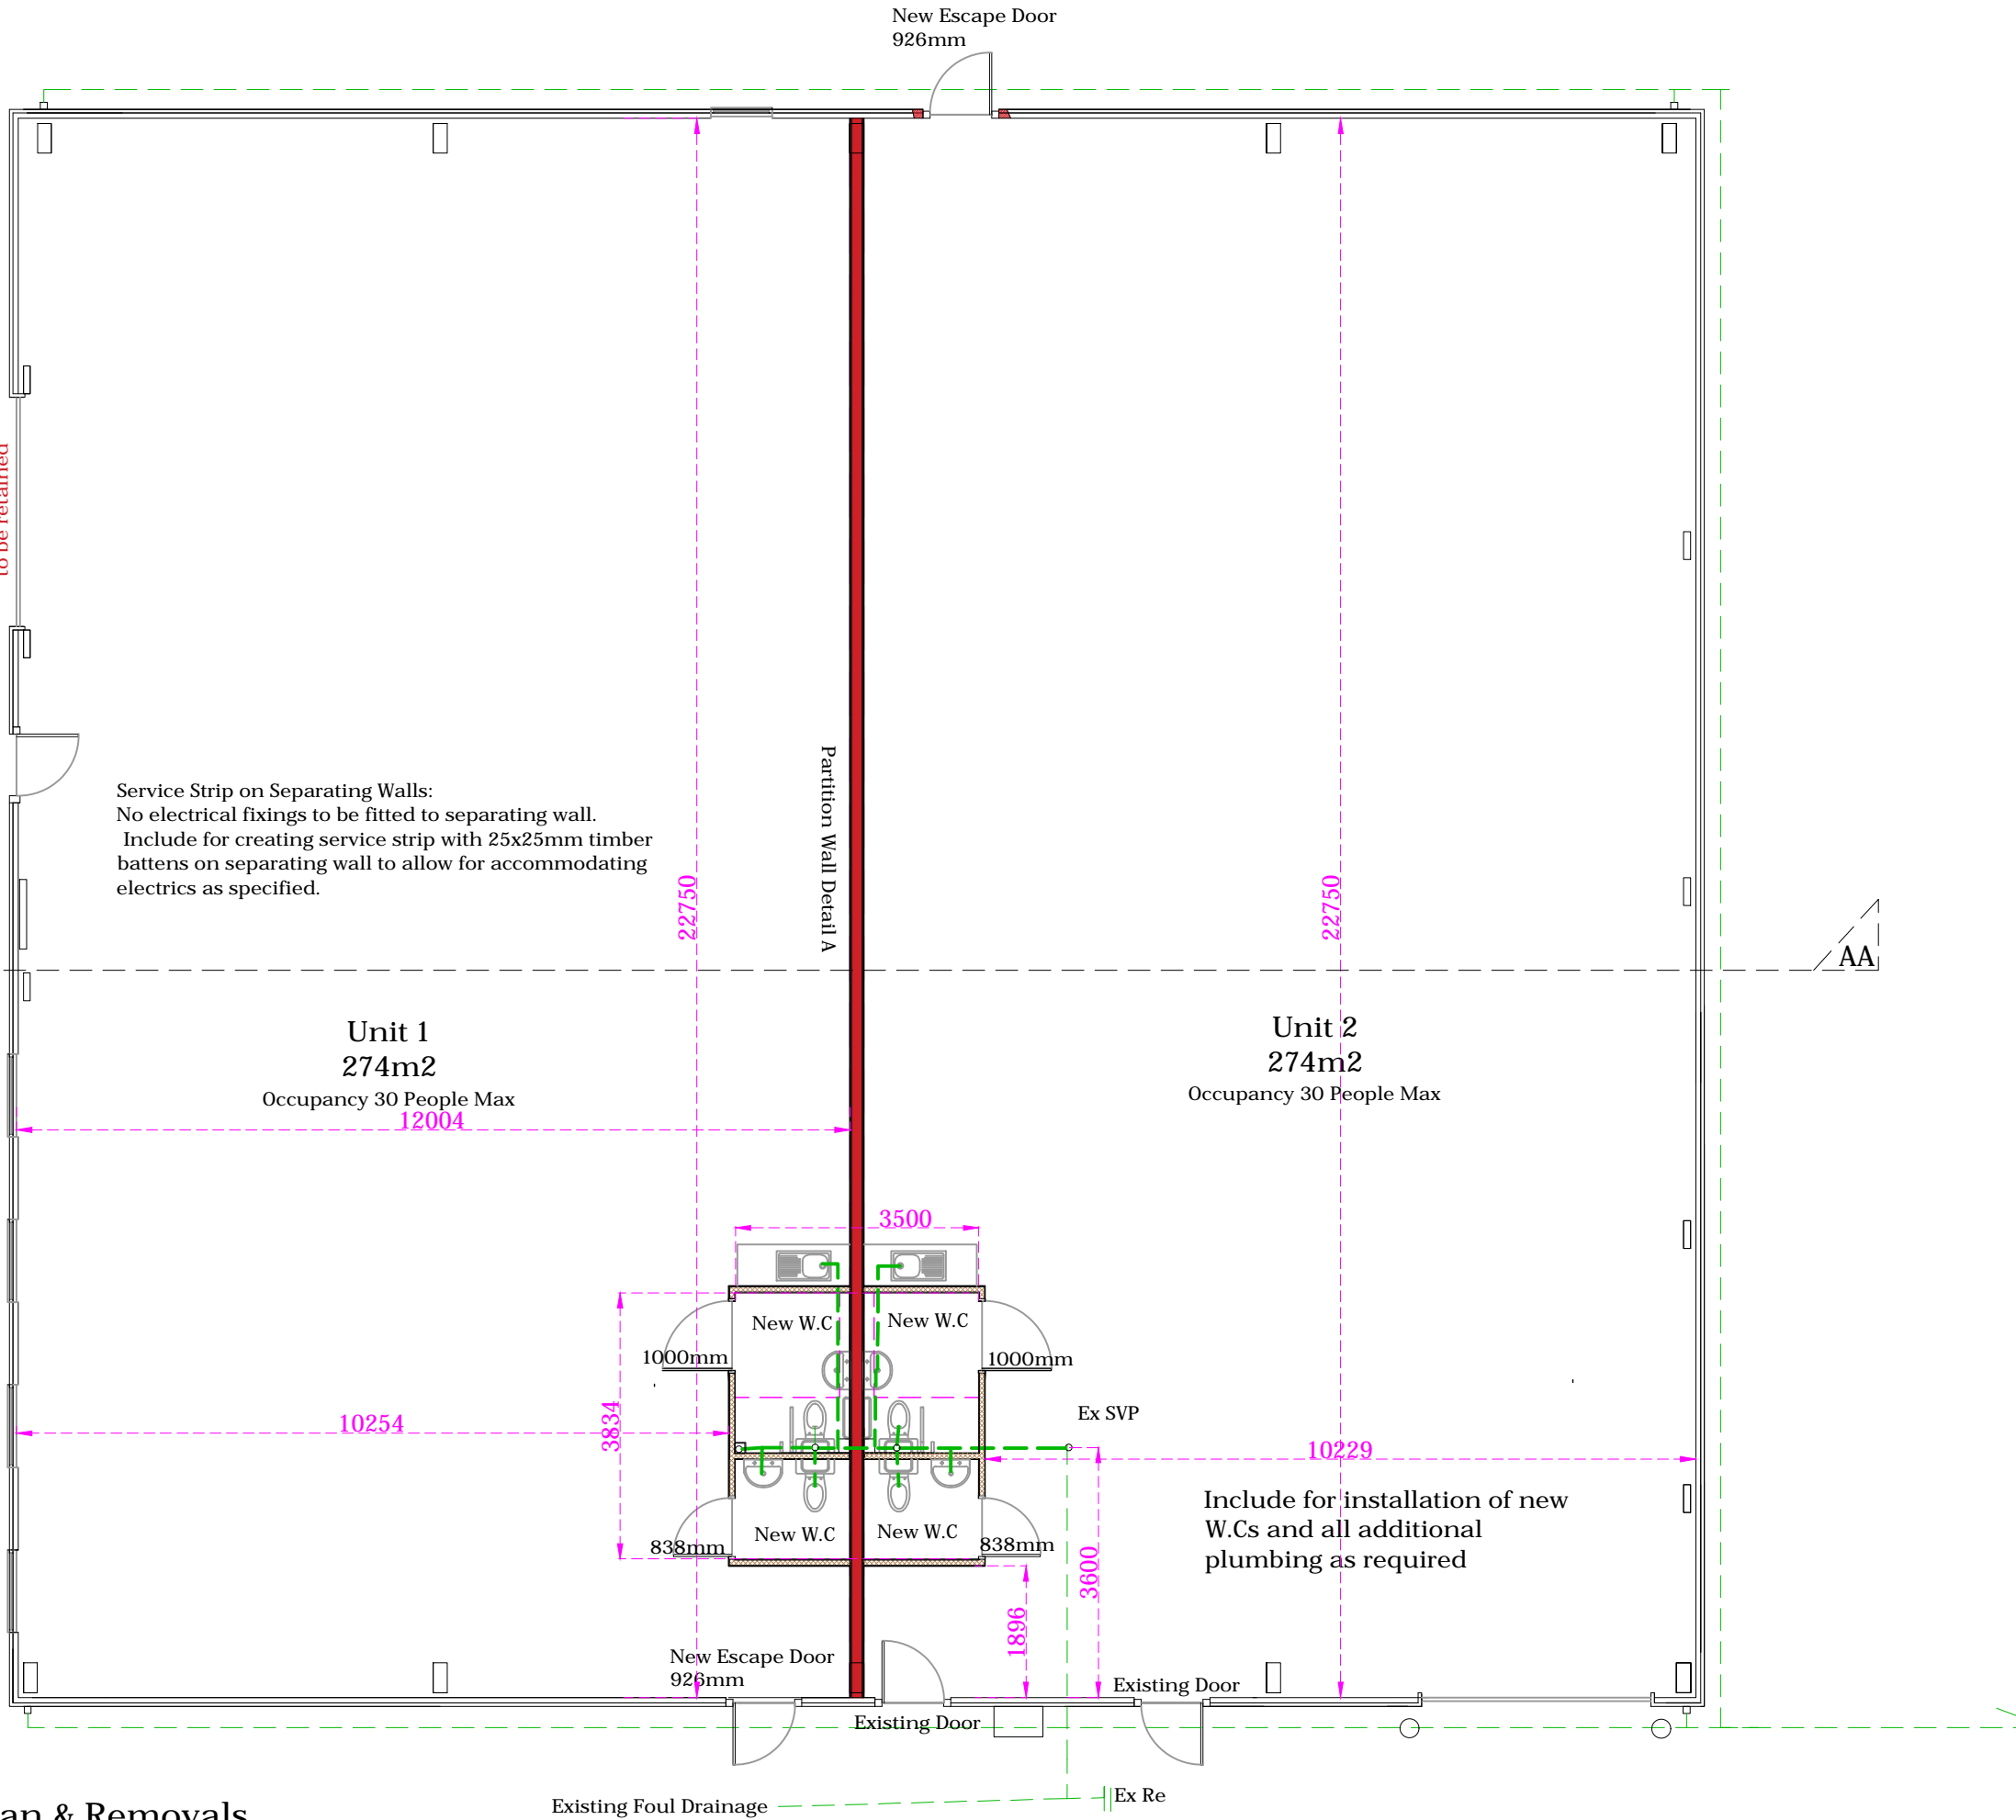 New Escape Door
926mm
to be retained
Service Strip on Separating Walls:
No electrical fixings to be fitted to separating wall.
Include for creating service strip with 25x25mm timber
battens on separating wall to allow for accommodating
electrics as specified.
22750
Partition Wall Detail A
22750
AA
Unit 1
274m2
Occupancy 30 People Max
12004
Unit 2
274m2
Occupancy 30 People Max
3500
New W.C
New W.C
1000mm
1000mm
10254
3834
Ex SVP
10229
New W.C
New W.C
838mm
838mm
Include for installation of new
W.Cs and all additional
plumbing as required
3600
1896
New Escape Door
926mm
Existing Door
Existing Door
& Removals
Existing Foul Drainage
Ex Re